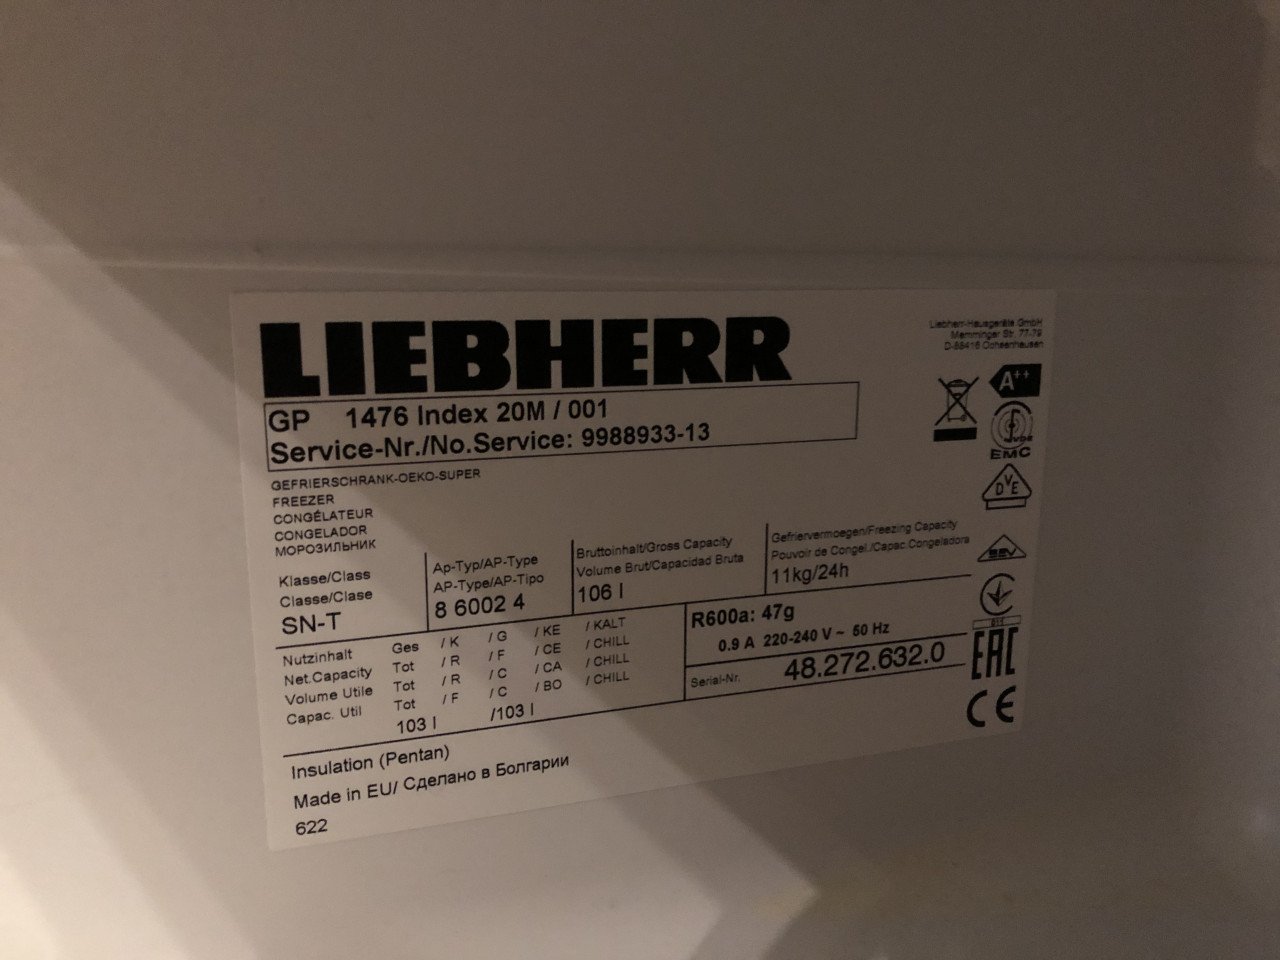 LIEBHERR
Liebherr-Hausgeräte GmbH
Memminger Str. 77-79
D-88416 Ochsenhausen
GP 1476 Index 20M / 001
Service-Nr./No.Service: 9988933-13
A++
VDE
EMC
DVE
SEV
GEFRIERSCHRANK-OEKO-SUPER
FREEZER
CONGÉLATEUR
CONGELADOR
МОРОЗИЛЬНИК
Klasse/Class
Classe/Clase
SN-T
Ap-Typ/AP-Type
AP-Type/AP-Tipo
8 6002 4
Bruttoinhalt/Gross Capacity
Volume Brut/Capacidad Bruta
106 l
Gefriervermoegen/Freezing Capacity
Pouvoir de Congel./Capac.Congeladora
11kg/24h
Nutzinhalt Ges / K / G / KE / KALT
Net.Capacity Tot / R / F / CE / CHILL
Volume Utile Tot / R / C / CA / CHILL
Capac. Util Tot / F / C / BO / CHILL
103 l /103 l
R600a: 47g
0.9 A 220-240 V ~ 50 Hz
Serial-Nr. 48.272.632.0
EAC
CE
Insulation (Pentan)
Made in EU/ Сделано в Болгарии
622